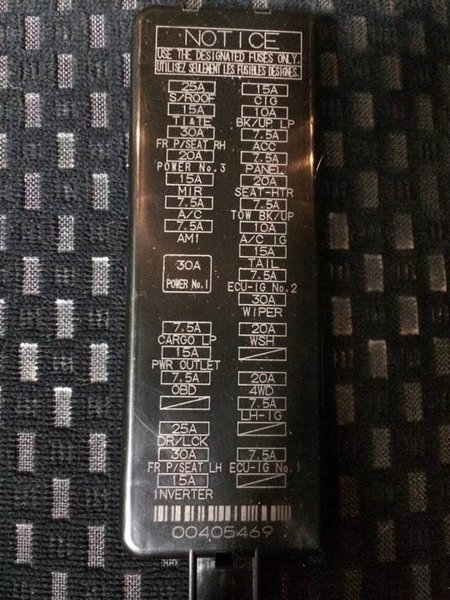 NOTICE
USE THE DESIGNATED FUSES ONLY.
UTILISEZ SEULEMENT LES FUSIBLES DESIGNES.
25A
S/ROOF
15A
TI&TE
30A
FR P/SEAT RH
20A
POWER No.3
15A
MIR
7.5A
A/C
7.5A
AM1
30A
POWER No.1
7.5A
CARGO LP
15A
PWR OUTLET
7.5A
OBD
25A
DR/LCK
30A
FR P/SEAT LH
15A
INVERTER
15A
CIG
10A
BK/UP LP
7.5A
ACC
7.5A
PANEL
20A
SEAT-HTR
7.5A
TOW BK/UP
10A
A/C IG
15A
TAIL
7.5A
ECU-IG No.2
30A
WIPER
20A
WSH
20A
4WD
7.5A
LH-IG
7.5A
ECU-IG No.1
00405469